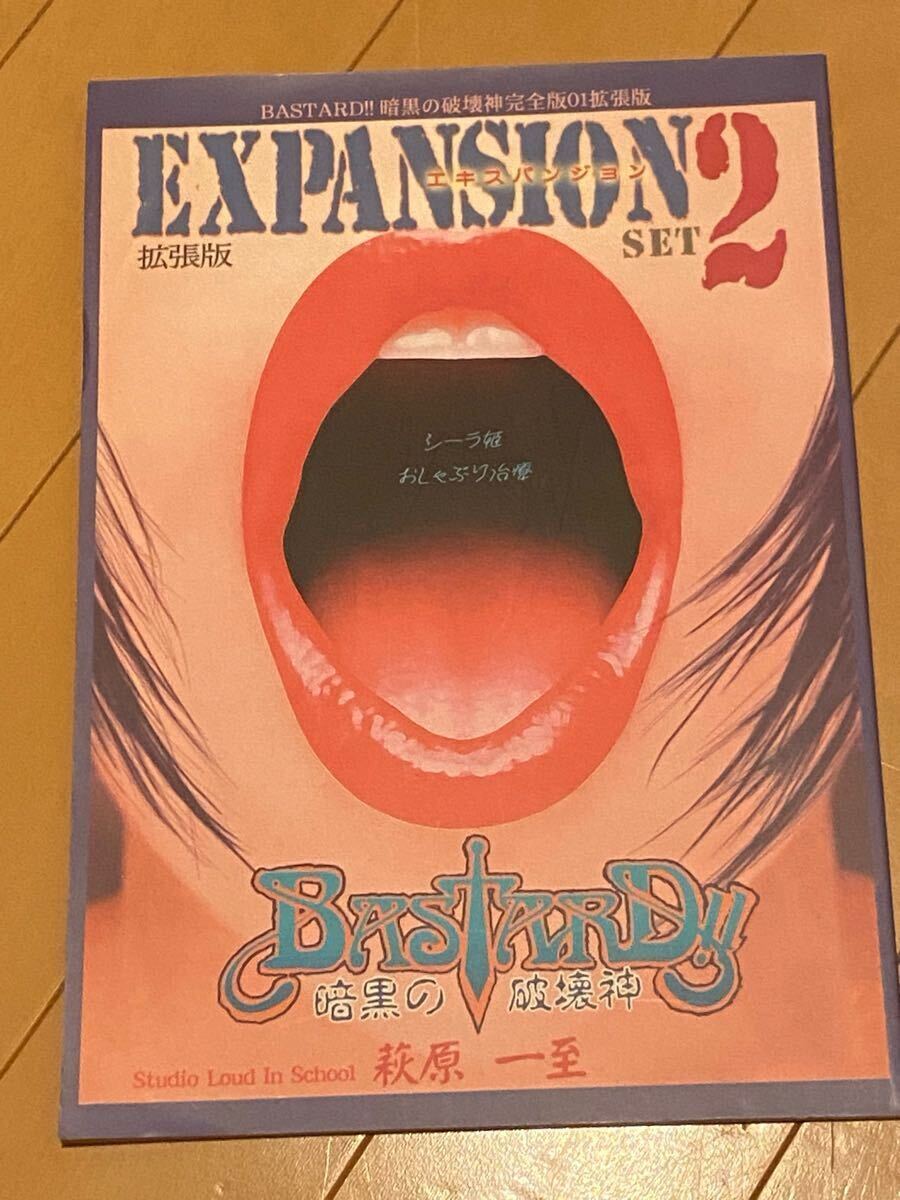 BASTARD!! 暗黒の破壊神完全版01拡張版
EXPANSION 2
エキスパンジョン
SET
拡張版
シーラ姫
おしゃぶり治療
BASTARD!!
暗黒の破壊神
Studio Loud In School 萩原 一至